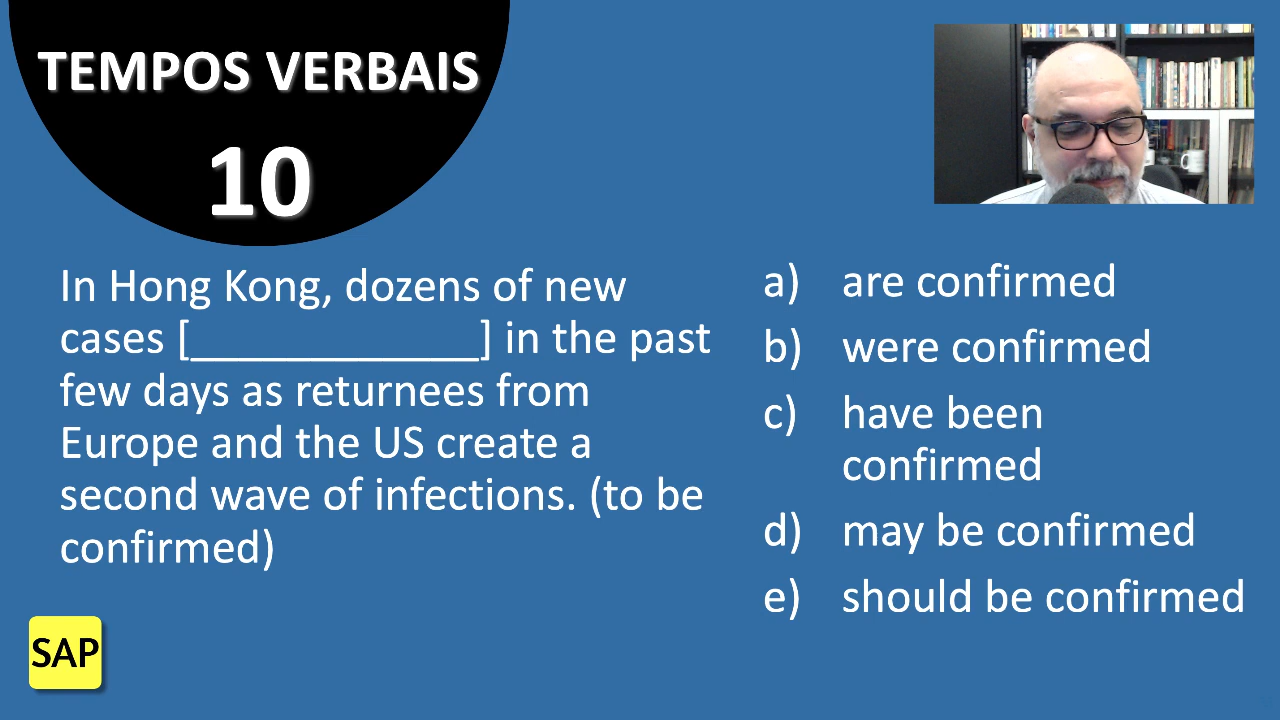 TEMPOS VERBAIS
10
In Hong Kong, dozens of new
cases [_____________] in the past
few days as returnees from
Europe and the US create a
second wave of infections. (to be
confirmed)
a) are confirmed
b) were confirmed
c) have been
confirmed
d) may be confirmed
e) should be confirmed
SAP